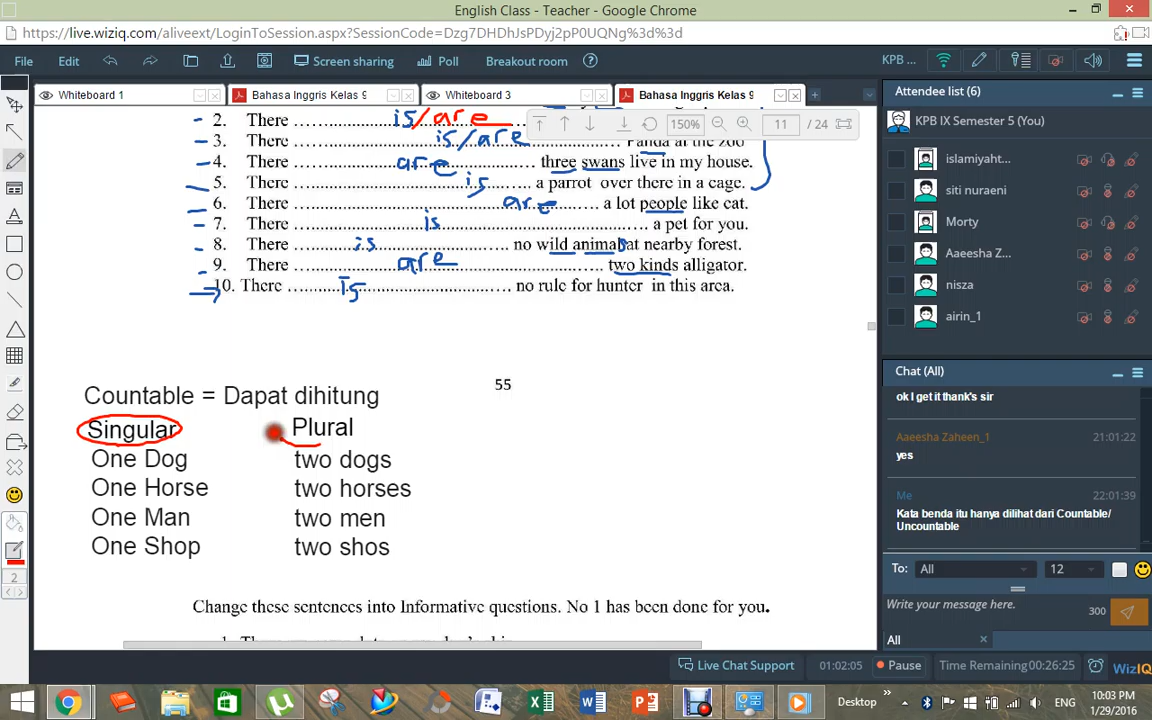 English Class - Teacher - Google Chrome
https://live.wiziq.com/aliveext/LoginToSession.aspx?SessionCode=Dzg7DHDhJsPDyj2pP0UQNg%3d%3d
File Edit Screen sharing Poll Breakout room KPB ...
Whiteboard 1 Bahasa Inggris Kelas 9 Whiteboard 3 Bahasa Inggris Kelas 9
150% 11 / 24
2. There .......... is/are
3. There .......... is/are Panda at the zoo
4. There .......... are .......... three swans live in my house.
5. There .......... is .......... a parrot over there in a cage.
6. There .......... are .......... a lot people like cat.
7. There .......... is .......... a pet for you.
8. There .......... is .......... no wild animals at nearby forest.
9. There .......... are .......... two kinds alligator.
10. There .......... is .......... no rule for hunter in this area.
55
Countable = Dapat dihitung
Singular Plural
One Dog two dogs
One Horse two horses
One Man two men
One Shop two shos
Change these sentences into Informative questions. No 1 has been done for you.
Attendee list (6)
KPB IX Semester 5 (You)
islamiyaht...
siti nuraeni
Morty
Aaeesha Z...
nisza
airin_1
Chat (All)
ok I get it thank's sir
Aaeesha Zaheen_1 21:01:22
yes
Me 22:01:39
Kata benda itu hanya dilihat dari Countable/
Uncountable
To: All 12
Write your message here. 300
All
2
Live Chat Support 01:02:05 Pause Time Remaining 00:26:25 WizIQ
Desktop ENG 10:03 PM
1/29/2016